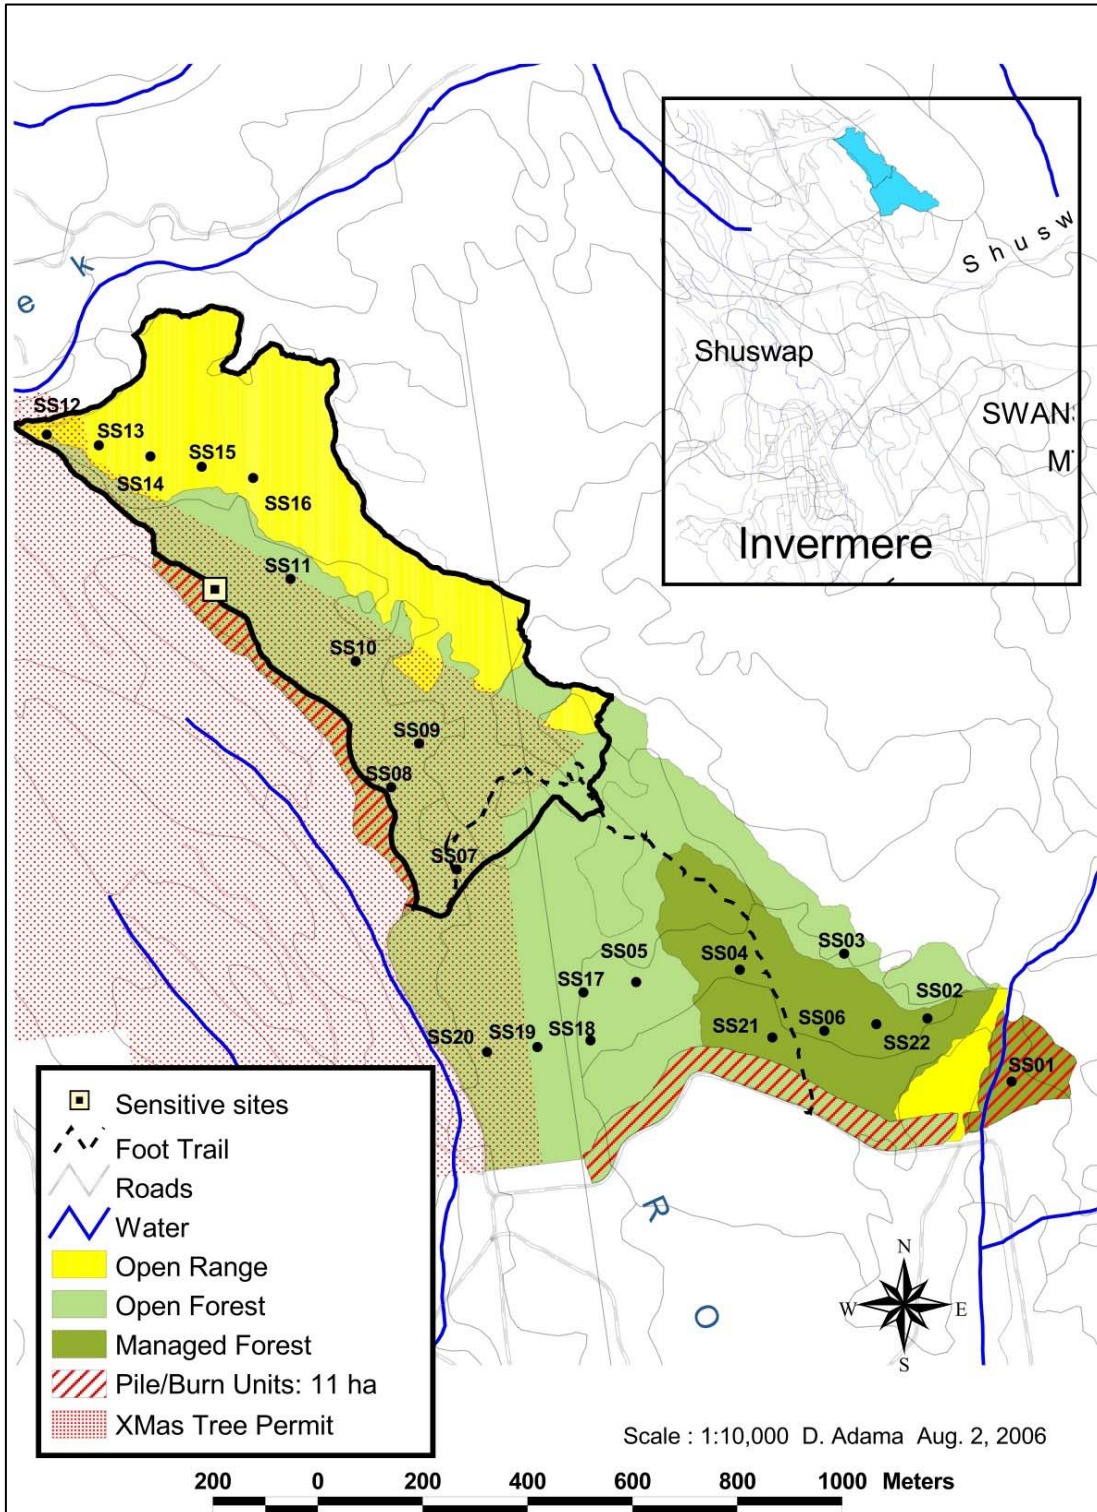 e k
Shusw
Shuswap
SWAN
M
Invermere
SS12
SS13
SS14
SS15
SS16
SS11
SS10
SS09
SS08
SS07
SS05
SS17
SS04
SS03
SS02
SS20
SS19
SS18
SS21
SS06
SS22
SS01
R
O
N
W
E
S
Sensitive sites
Foot Trail
Roads
Water
Open Range
Open Forest
Managed Forest
Pile/Burn Units: 11 ha
XMas Tree Permit
Scale : 1:10,000 D. Adama Aug. 2, 2006
200 0 200 400 600 800 1000 Meters